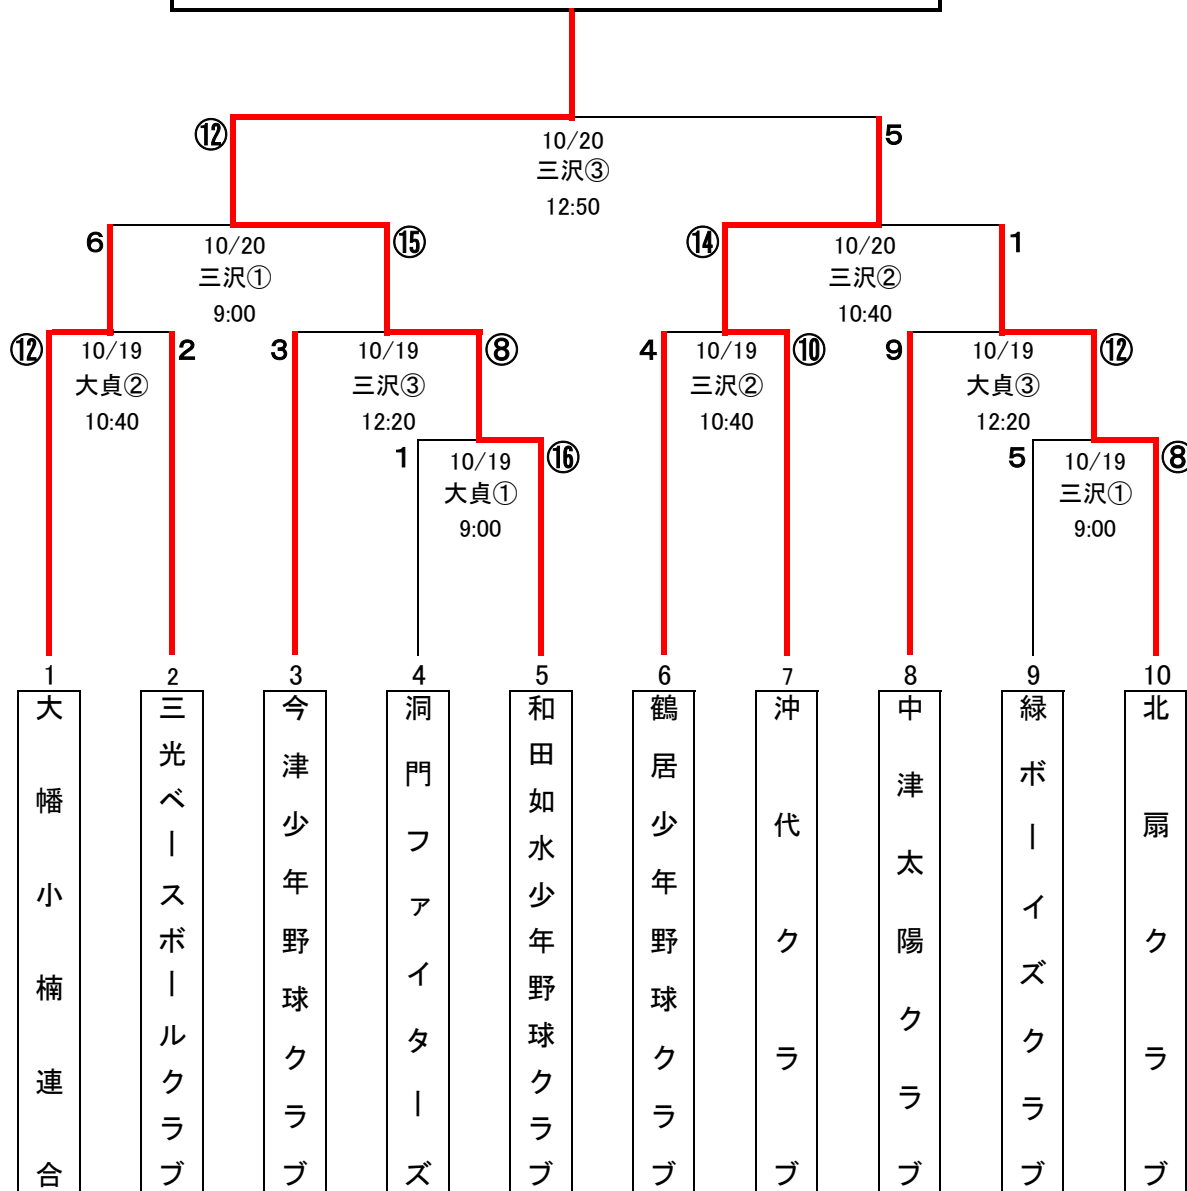 ⑫ 10/20 5
三沢③
12:50
6 10/20 ⑮ ⑭ 10/20 1
三沢① 三沢②
9:00 10:40
⑫ 10/19 2 3 10/19 ⑧ 4 10/19 ⑩ 9 10/19 ⑫
大貞② 三沢③ 三沢② 大貞③
10:40 12:20 10:40 12:20
1 10/19 ⑯ 5 10/19 ⑧
大貞① 三沢①
9:00 9:00
1 2 3 4 5 6 7 8 9 10
大幡小楠連合
三光ベースボールクラブ
今津少年野球クラブ
洞門ファイターズ
和田如水少年野球クラブ
鶴居少年野球クラブ
沖代クラブ
中津太陽クラブ
緑ボーイズクラブ
北扇クラブ